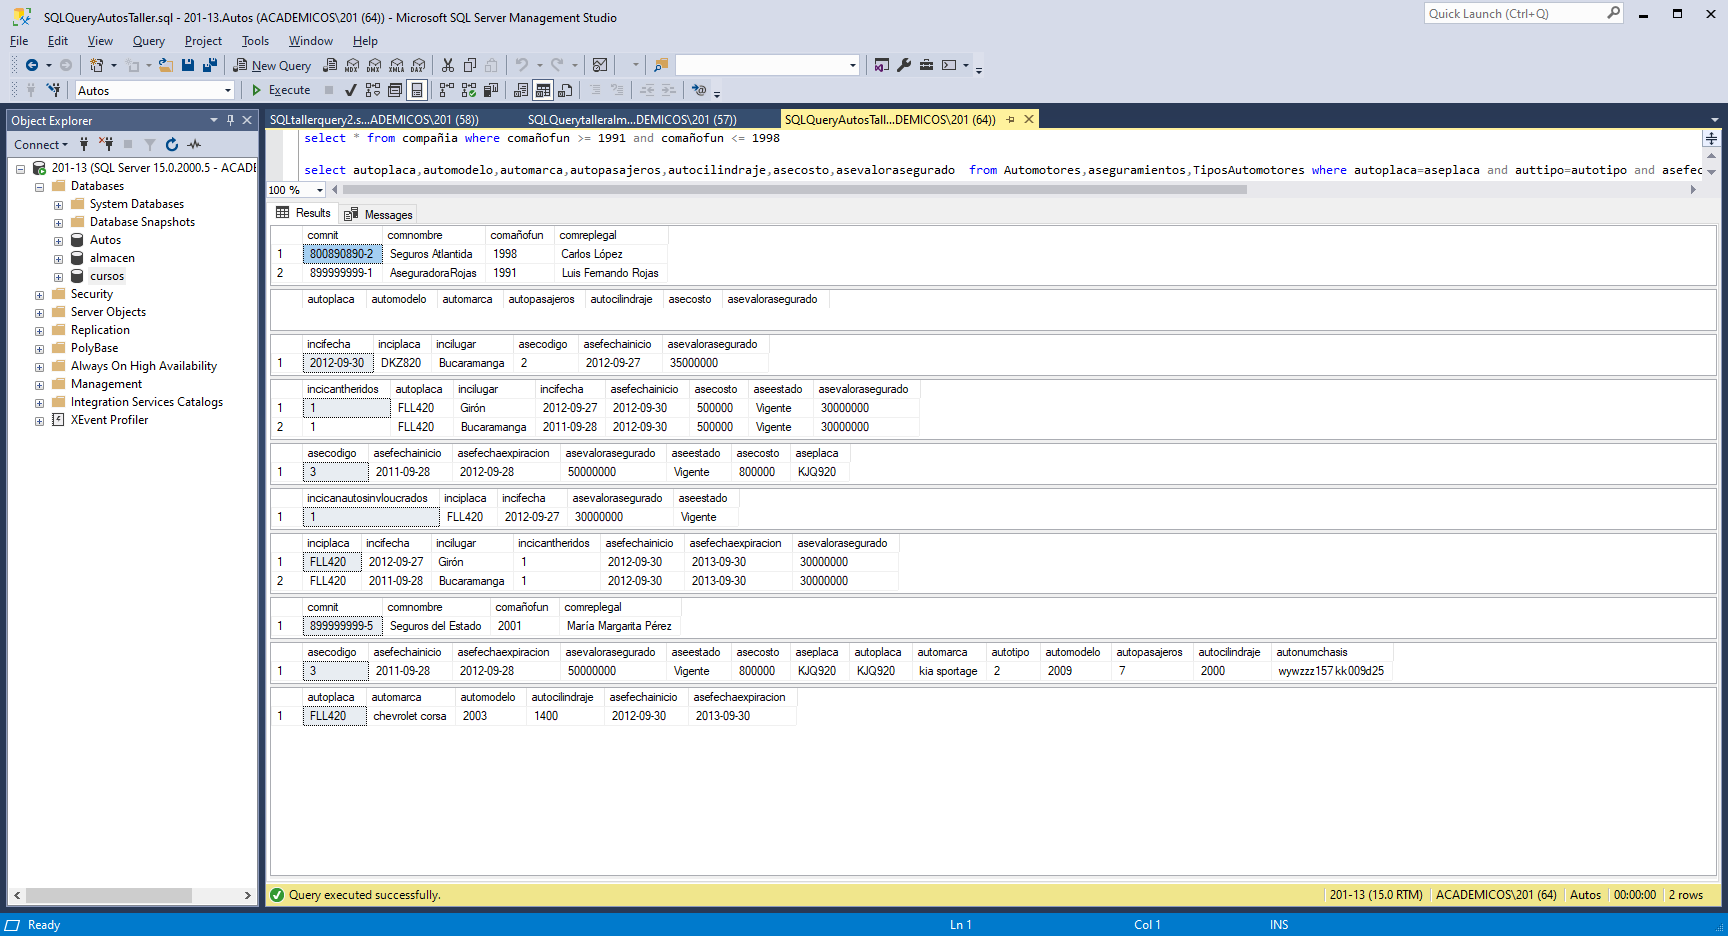 SQLQueryAutosTaller.sql - 201-13.Autos (ACADEMICOS\201 (64)) - Microsoft SQL Server Management Studio
Quick Launch (Ctrl+Q)
File Edit View Query Project Tools Window Help
New Query MDX DMX XMLA DAX
Autos Execute
Object Explorer
SQLtallerquery2.s...ADEMICOS\201 (58)) SQLQuerytalleralm...DEMICOS\201 (57)) SQLQueryAutosTall...DEMICOS\201 (64))
Connect
201-13 (SQL Server 15.0.2000.5 - ACADE
Databases
System Databases
Database Snapshots
Autos
almacen
cursos
Security
Server Objects
Replication
PolyBase
Always On High Availability
Management
Integration Services Catalogs
XEvent Profiler
select * from compañia where comañofun >= 1991 and comañofun <= 1998
select autoplaca,automodelo,automarca,autopasajeros,autocilindraje,asecosto,asevalorasegurado from Automotores,aseguramientos,TiposAutomotores where autoplaca=aseplaca and auttipo=autotipo and asefec
100 %
Results Messages
comnit comnombre comañofun comreplegal
1 800890890-2 Seguros Atlantida 1998 Carlos López
2 899999999-1 AseguradoraRojas 1991 Luis Fernando Rojas
autoplaca automodelo automarca autopasajeros autocilindraje asecosto asevalorasegurado
incifecha inciplaca incilugar asecodigo asefechainicio asevalorasegurado
1 2012-09-30 DKZ820 Bucaramanga 2 2012-09-27 35000000
incicantheridos autoplaca incilugar incifecha asefechainicio asecosto aseestado asevalorasegurado
1 1 FLL420 Girón 2012-09-27 2012-09-30 500000 Vigente 30000000
2 1 FLL420 Bucaramanga 2011-09-28 2012-09-30 500000 Vigente 30000000
asecodigo asefechainicio asefechaexpiracion asevalorasegurado aseestado asecosto aseplaca
1 3 2011-09-28 2012-09-28 50000000 Vigente 800000 KJQ920
incicanautosinvloucrados inciplaca incifecha asevalorasegurado aseestado
1 1 FLL420 2012-09-27 30000000 Vigente
inciplaca incifecha incilugar incicantheridos asefechainicio asefechaexpiracion asevalorasegurado
1 FLL420 2012-09-27 Girón 1 2012-09-30 2013-09-30 30000000
2 FLL420 2011-09-28 Bucaramanga 1 2012-09-30 2013-09-30 30000000
comnit comnombre comañofun comreplegal
1 899999999-5 Seguros del Estado 2001 María Margarita Pérez
asecodigo asefechainicio asefechaexpiracion asevalorasegurado aseestado asecosto aseplaca autoplaca automarca autotipo automodelo autopasajeros autocilindraje autonumchasis
1 3 2011-09-28 2012-09-28 50000000 Vigente 800000 KJQ920 KJQ920 kia sportage 2 2009 7 2000 wywzzz157kk009d25
autoplaca automarca automodelo autocilindraje asefechainicio asefechaexpiracion
1 FLL420 chevrolet corsa 2003 1400 2012-09-30 2013-09-30
Query executed successfully. 201-13 (15.0 RTM) ACADEMICOS\201 (64) Autos 00:00:00 2 rows
Ready Ln 1 Col 1 INS